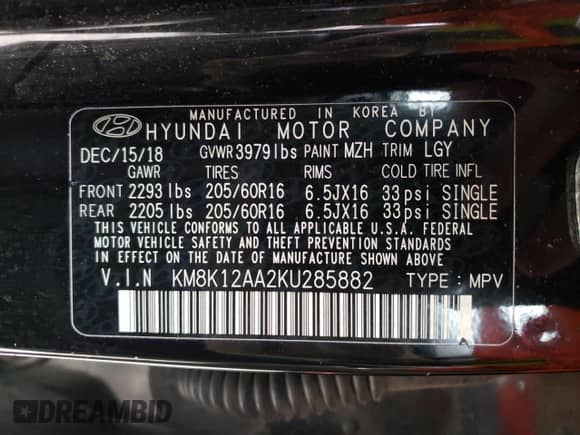 MANUFACTURED IN KOREA BY
HYUNDAI MOTOR COMPANY
DEC/15/18 GVWR 3979lbs PAINT MZH TRIM LGY
GAWR TIRES RIMS COLD TIRE INFL
FRONT 2293 lbs 205/60R16 6.5JX16 33 psi SINGLE
REAR 2205 lbs 205/60R16 6.5JX16 33 psi SINGLE
THIS VEHICLE CONFORMS TO ALL APPLICABLE U.S.A. FEDERAL
MOTOR VEHICLE SAFETY, BUMPER, AND THEFT PREVENTION STANDARDS
IN EFFECT ON THE DATE OF MANUFACTURE SHOWN ABOVE
V.I.N KM8K12AA2KU285882 TYPE : MPV
DREAMBID